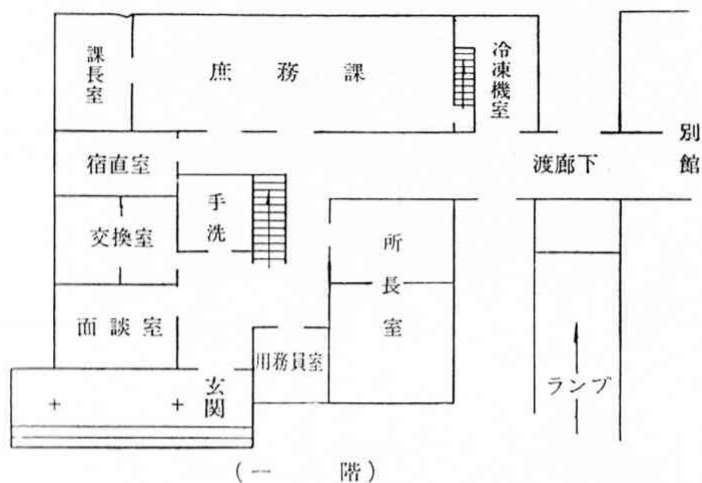 課長室
庶務課
冷凍機室
別館
宿直室
渡廊下
手洗
交換室
所長室
面談室
用務員室
玄関
ランプ
(一階)